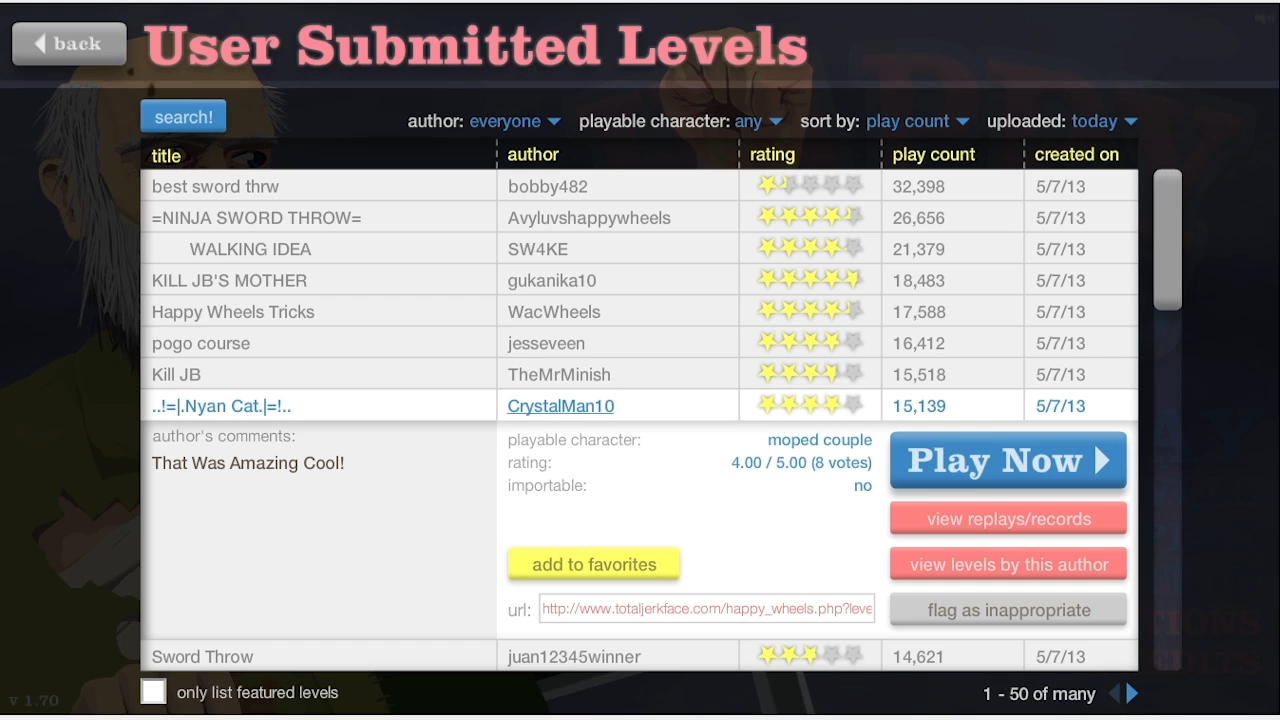 back
User Submitted Levels
search!
author: everyone playable character: any sort by: play count uploaded: today
title author rating play count created on
best sword thrw bobby482 32,398 5/7/13
=NINJA SWORD THROW= Avyluvshappywheels 26,656 5/7/13
WALKING IDEA SW4KE 21,379 5/7/13
KILL JB'S MOTHER gukanika10 18,483 5/7/13
Happy Wheels Tricks WacWheels 17,588 5/7/13
pogo course jesseveen 16,412 5/7/13
Kill JB TheMrMinish 15,518 5/7/13
..!=|.Nyan Cat.|=!.. CrystalMan10 15,139 5/7/13
author's comments:
That Was Amazing Cool!
playable character: moped couple
rating: 4.00 / 5.00 (8 votes)
importable: no
add to favorites
url: http://www.totaljerkface.com/happy_wheels.php?leve
Play Now
view replays/records
view levels by this author
flag as inappropriate
Sword Throw juan12345winner 14,621 5/7/13
only list featured levels
1 - 50 of many
v 1.70